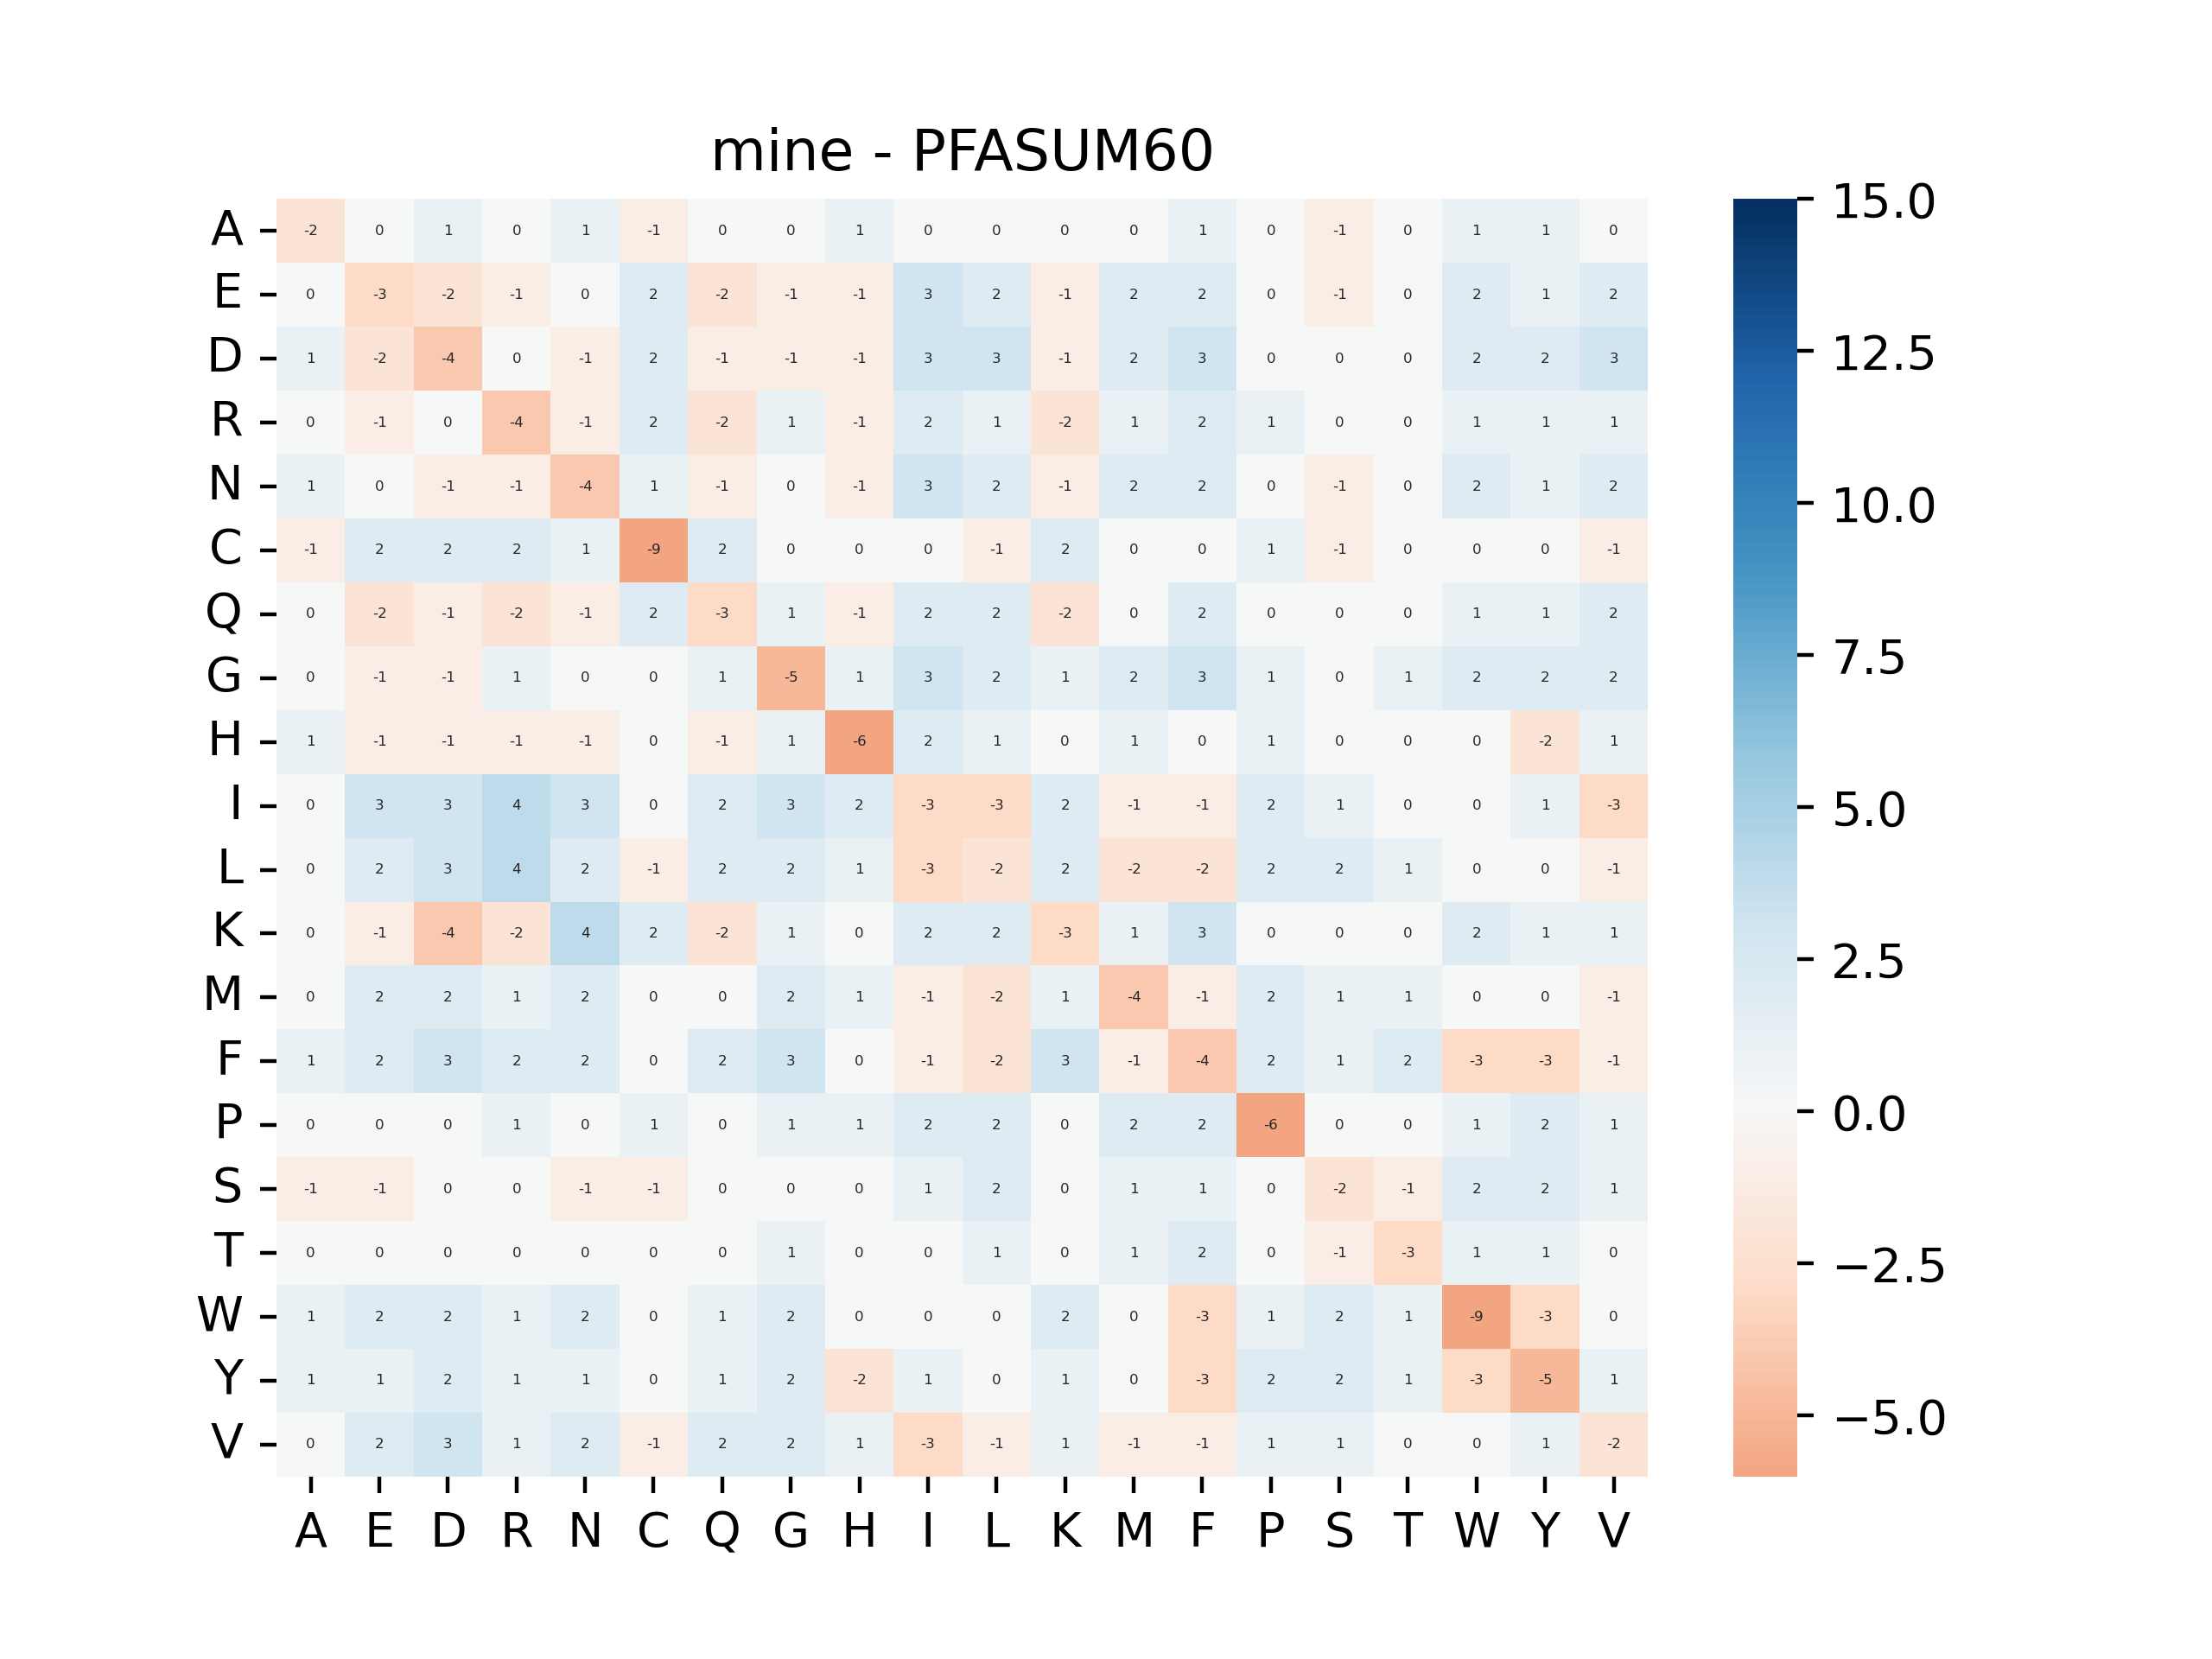 mine - PFASUM60
A -2 0 1 0 1 -1 0 0 1 0 0 0 0 1 0 -1 0 1 1 0
E 0 -3 -2 -1 0 2 -2 -1 -1 3 2 -1 2 2 0 -1 0 2 1 2
D 1 -2 -4 0 -1 2 -1 -1 -1 3 3 -1 2 3 0 0 0 2 2 3
R 0 -1 0 -4 -1 2 -2 1 -1 2 1 -2 1 2 1 0 0 1 1 1
N 1 0 -1 -1 -4 1 -1 0 -1 3 2 -1 2 2 0 -1 0 2 1 2
C -1 2 2 2 1 -9 2 0 0 0 -1 2 0 0 1 -1 0 0 0 -1
Q 0 -2 -1 -2 -1 2 -3 1 -1 2 2 -2 0 2 0 0 0 1 1 2
G 0 -1 -1 1 0 0 1 -5 1 3 2 1 2 3 1 0 1 2 2 2
H 1 -1 -1 -1 -1 0 -1 1 -6 2 1 0 1 0 1 0 0 0 -2 1
I 0 3 3 4 3 0 2 3 2 -3 -3 2 -1 -1 2 1 0 0 1 -3
L 0 2 3 4 2 -1 2 2 1 -3 -2 2 -2 -2 2 2 1 0 0 -1
K 0 -1 -4 -2 4 2 -2 1 0 2 2 -3 1 3 0 0 0 2 1 1
M 0 2 2 1 2 0 0 2 1 -1 -2 1 -4 -1 2 1 1 0 0 -1
F 1 2 3 2 2 0 2 3 0 -1 -2 3 -1 -4 2 1 2 -3 -3 -1
P 0 0 0 1 0 1 0 1 1 2 2 0 2 2 -6 0 0 1 2 1
S -1 -1 0 0 -1 -1 0 0 0 1 2 0 1 1 0 -2 -1 2 2 1
T 0 0 0 0 0 0 0 1 0 0 1 0 1 2 0 -1 -3 1 1 0
W 1 2 2 1 2 0 1 2 0 0 0 2 0 -3 1 2 1 -9 -3 0
Y 1 1 2 1 1 0 1 2 -2 1 0 1 0 -3 2 2 1 -3 -5 1
V 0 2 3 1 2 -1 2 2 1 -3 -1 1 -1 -1 1 1 0 0 1 -2
A E D R N C Q G H I L K M F P S T W Y V
15.0
12.5
10.0
7.5
5.0
2.5
0.0
−2.5
−5.0